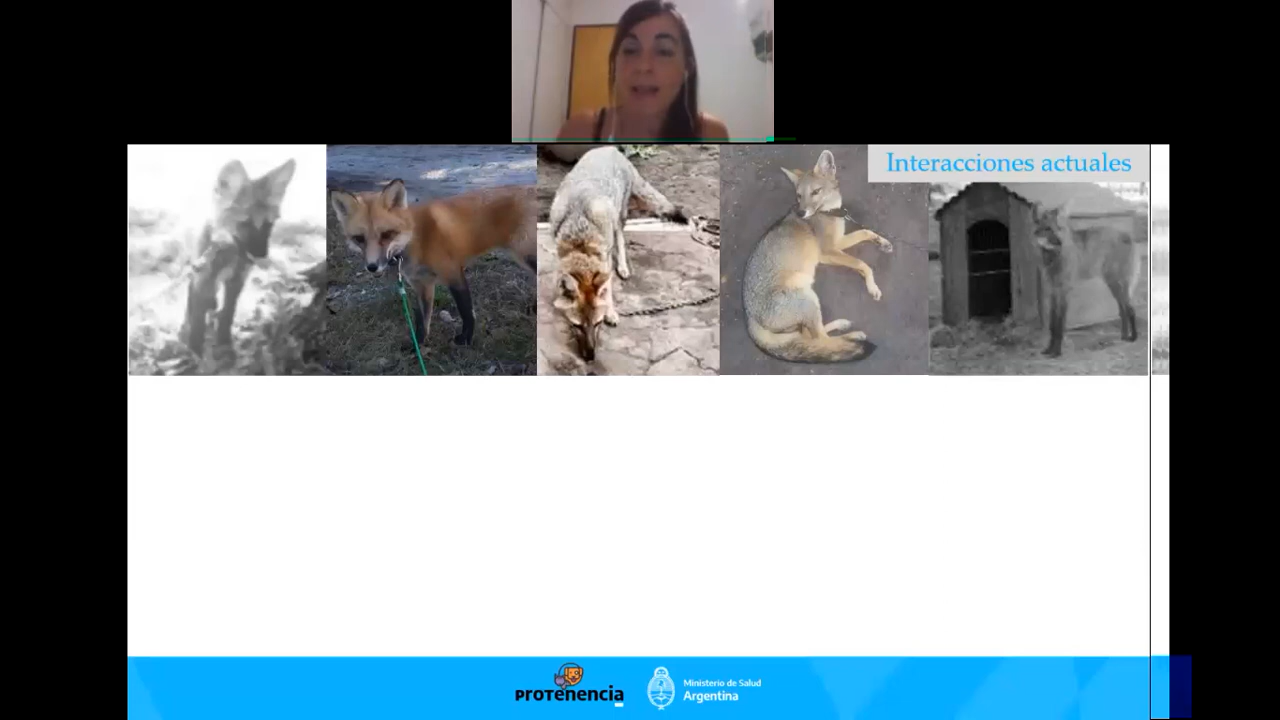 Interacciones actuales
PROTENENCIA
Ministerio de Salud
Argentina